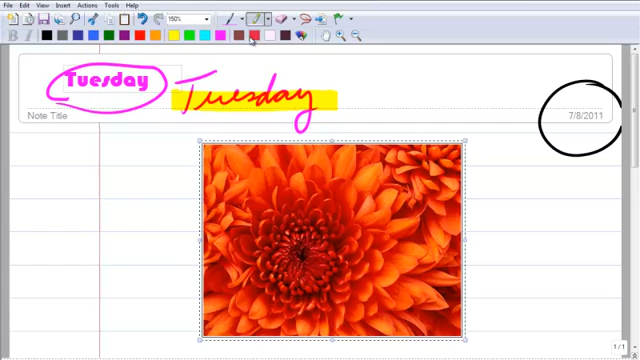 File Edit View Insert Actions Tools Help
150%
B I
Tuesday Tuesday
Note Title 7/8/2011
1 / 1